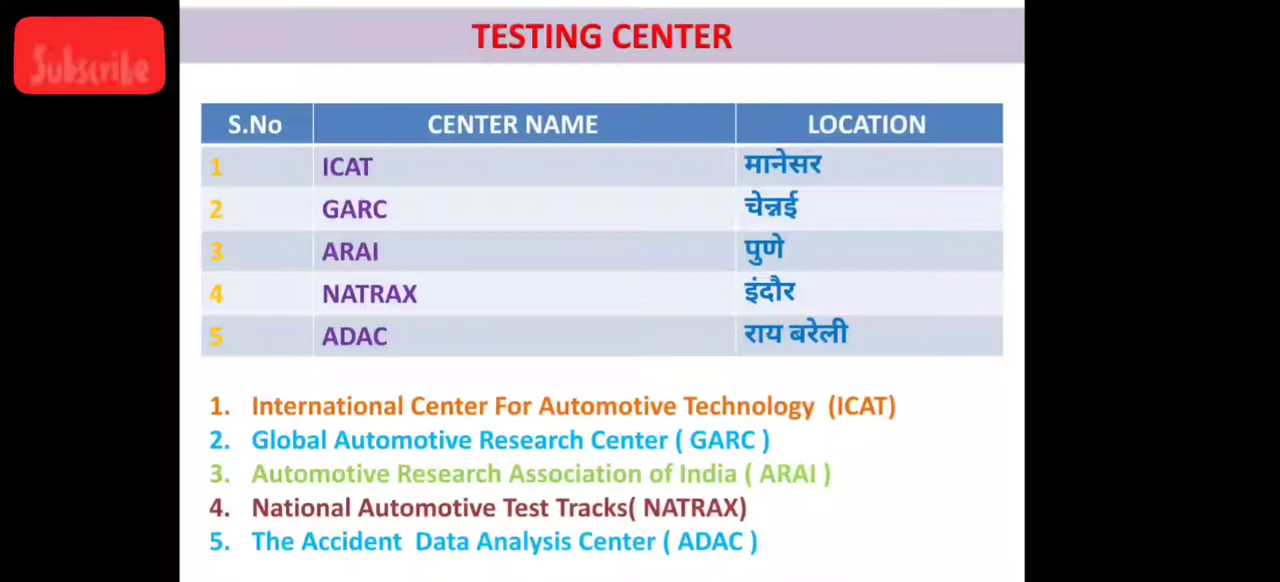 Subscribe
TESTING CENTER
S.No CENTER NAME LOCATION
1 ICAT मानेसर
2 GARC चेन्नई
3 ARAI पुणे
4 NATRAX इंदौर
5 ADAC राय बरेली
1. International Center For Automotive Technology (ICAT)
2. Global Automotive Research Center ( GARC )
3. Automotive Research Association of India ( ARAI )
4. National Automotive Test Tracks( NATRAX)
5. The Accident Data Analysis Center ( ADAC )